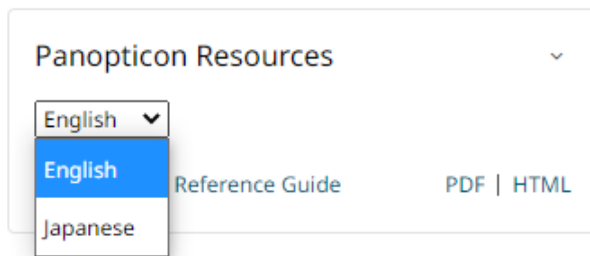 Panopticon Resources
English
English
Reference Guide PDF | HTML
Japanese